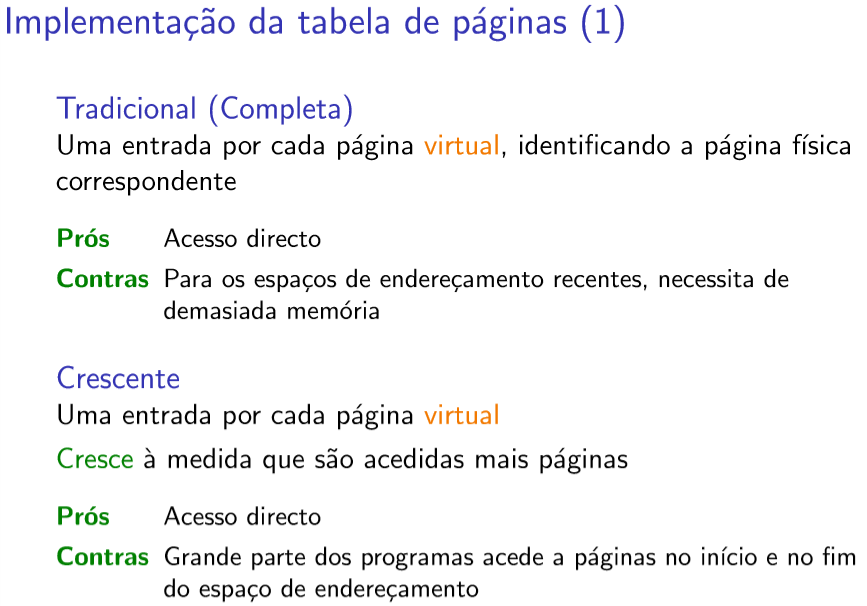 Implementação da tabela de páginas (1)
Tradicional (Completa)
Uma entrada por cada página virtual, identificando a página física
correspondente
Prós Acesso directo
Contras Para os espaços de endereçamento recentes, necessita de
demasiada memória
Crescente
Uma entrada por cada página virtual
Cresce à medida que são acedidas mais páginas
Prós Acesso directo
Contras Grande parte dos programas acede a páginas no início e no fim
do espaço de endereçamento